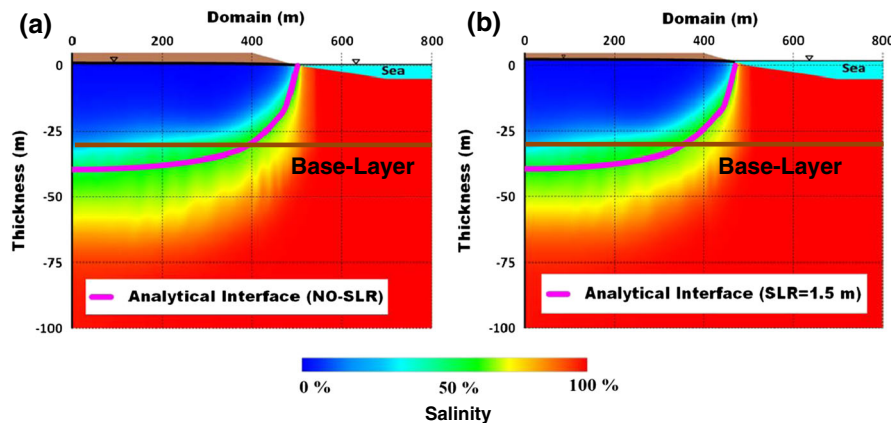 (a)
Domain (m)
0 200 400 600 800
Sea
0
-25
-50
-75
-100
Thickness (m)
Base-Layer
Analytical Interface (NO-SLR)
(b)
Domain (m)
0 200 400 600 800
Sea
0
-25
-50
-75
-100
Thickness (m)
Base-Layer
Analytical Interface (SLR=1.5 m)
0 % 50 % 100 %
Salinity